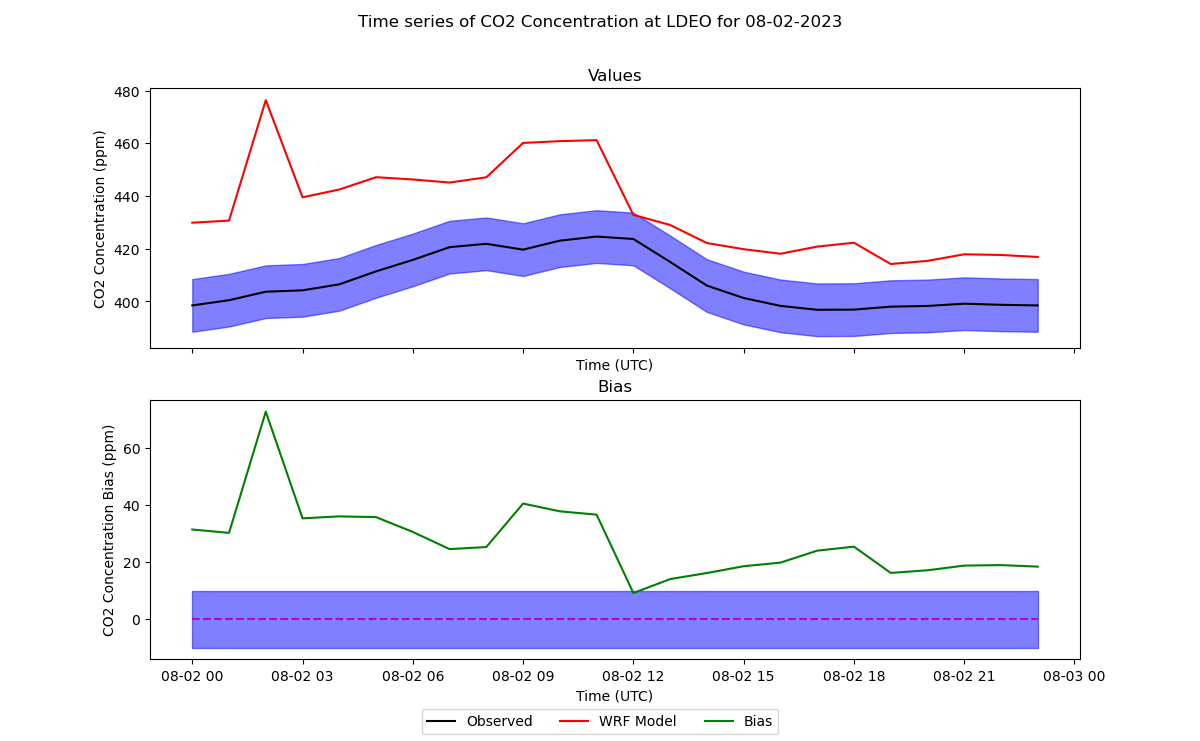 Time series of CO2 Concentration at LDEO for 08-02-2023
Values
CO2 Concentration (ppm)
480
460
440
420
400
Time (UTC)
Bias
CO2 Concentration Bias (ppm)
60
40
20
0
08-02 00 08-02 03 08-02 06 08-02 09 08-02 12 08-02 15 08-02 18 08-02 21 08-03 00
Time (UTC)
Observed WRF Model Bias